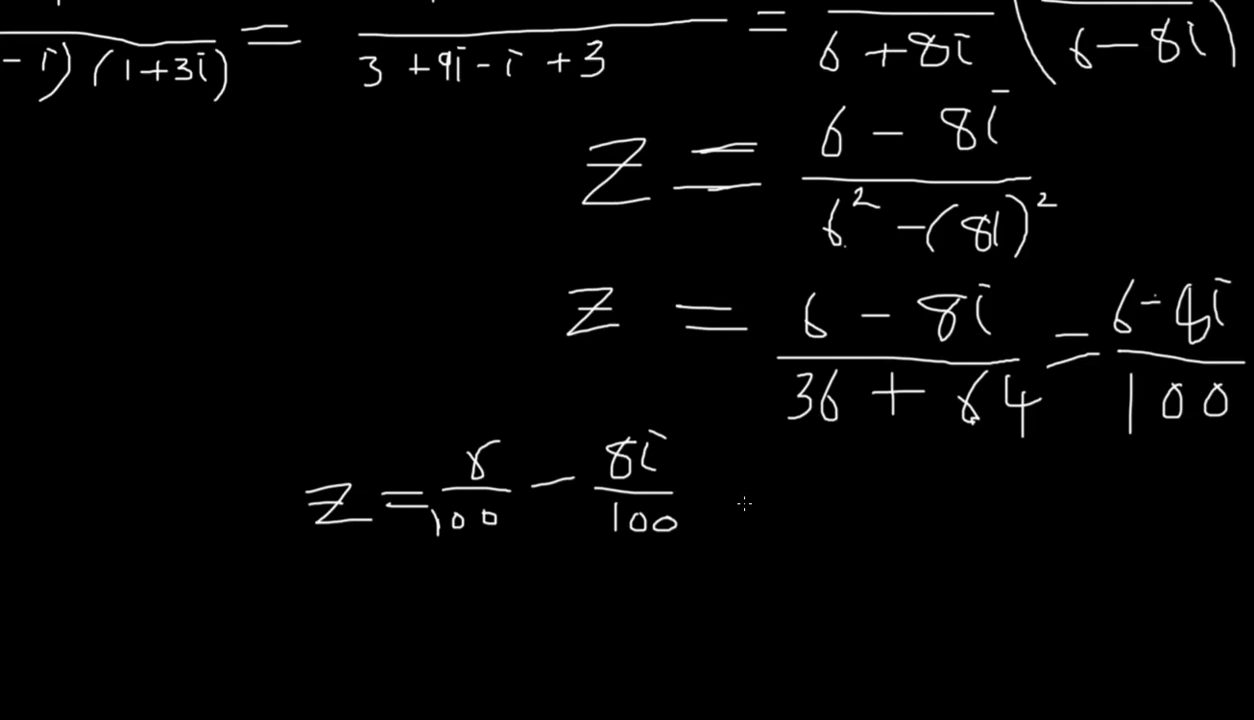 − i) (1+3i) = 3 + 9i − i + 3 = 6 + 8i ( 6 − 8i )
Z = 6 − 8i / 6² − (8i)²
Z = 6 − 8i / 36 + 64 = 6 − 8i / 100
Z = 6 / 100 − 8i / 100